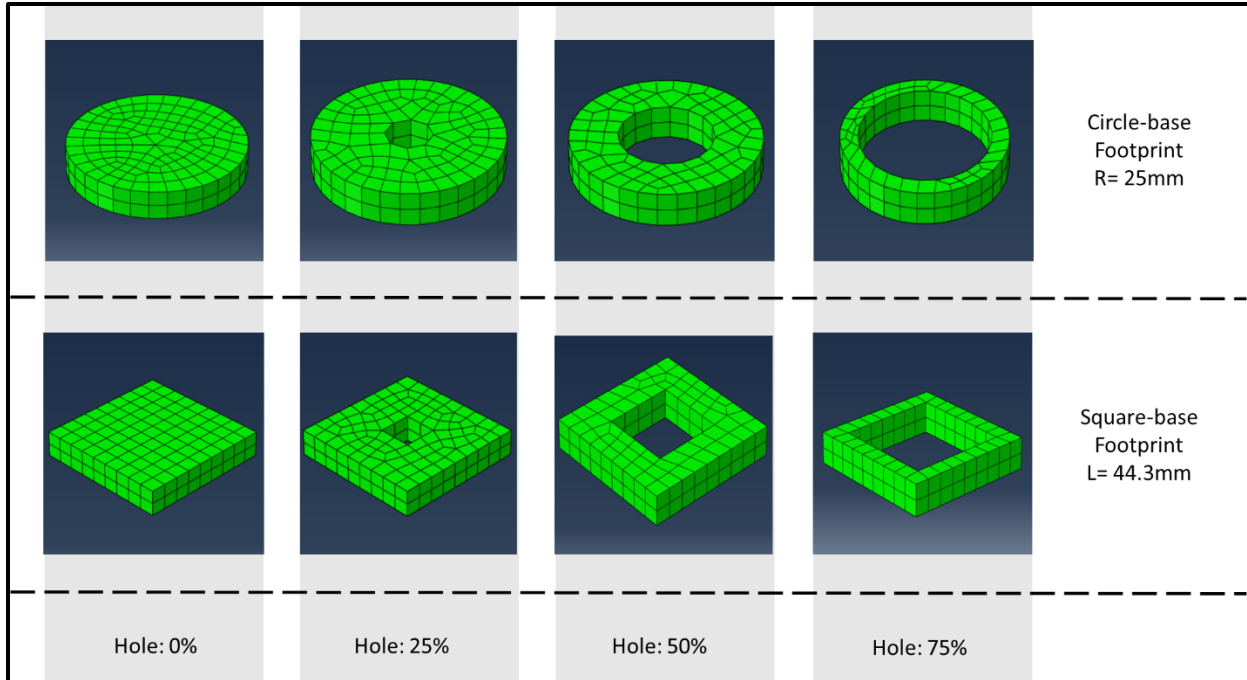 Circle-base
Footprint
R= 25mm
Square-base
Footprint
L= 44.3mm
Hole: 0%
Hole: 25%
Hole: 50%
Hole: 75%